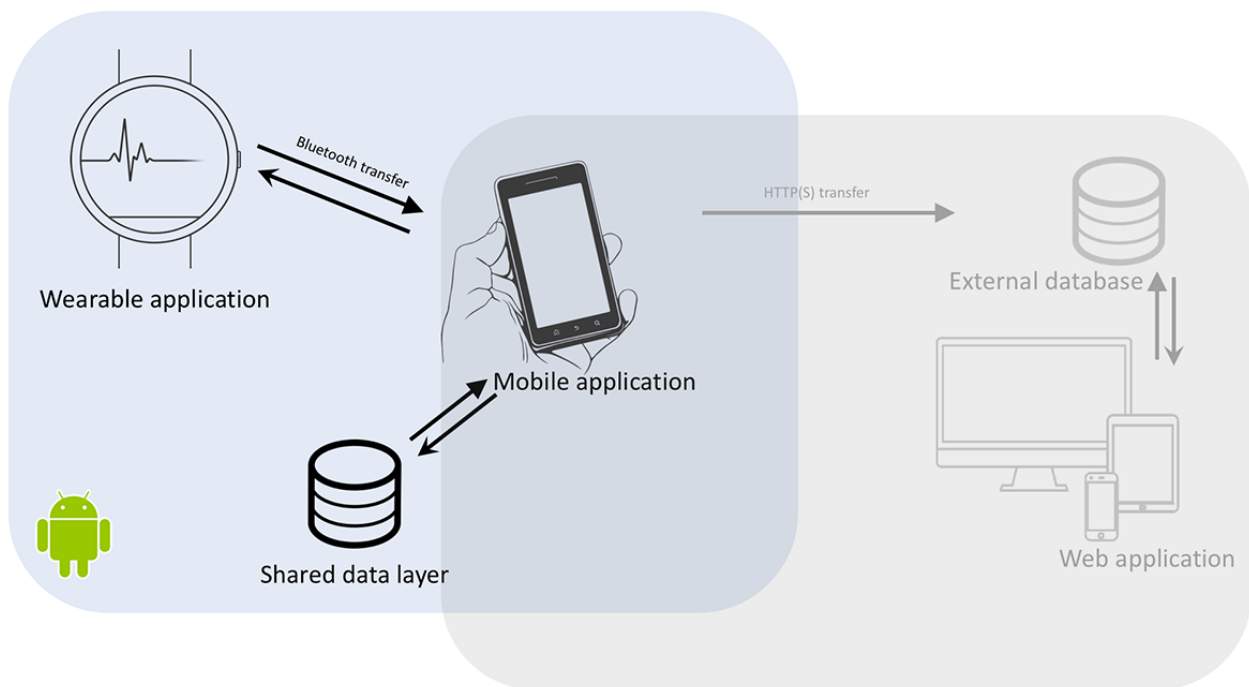 Bluetooth transfer
HTTP(S) transfer
Wearable application
External database
Mobile application
Shared data layer
Web application